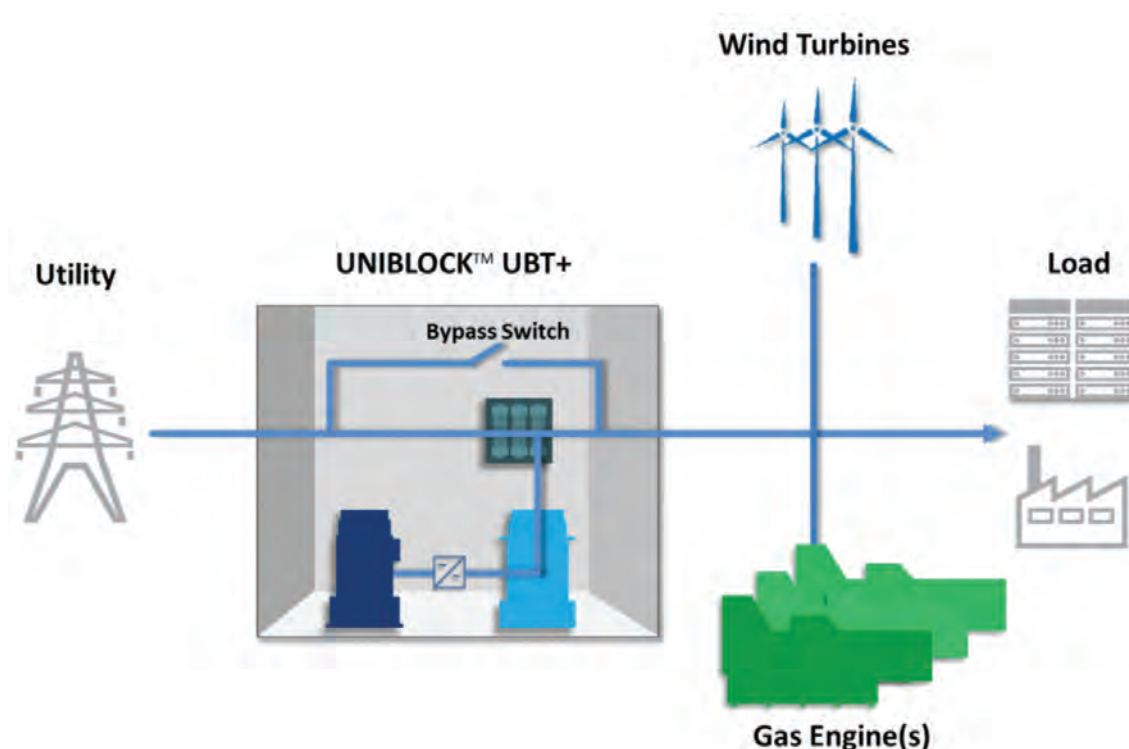 Wind Turbines
Utility
UNIBLOCK™ UBT+
Load
Bypass Switch
Gas Engine(s)